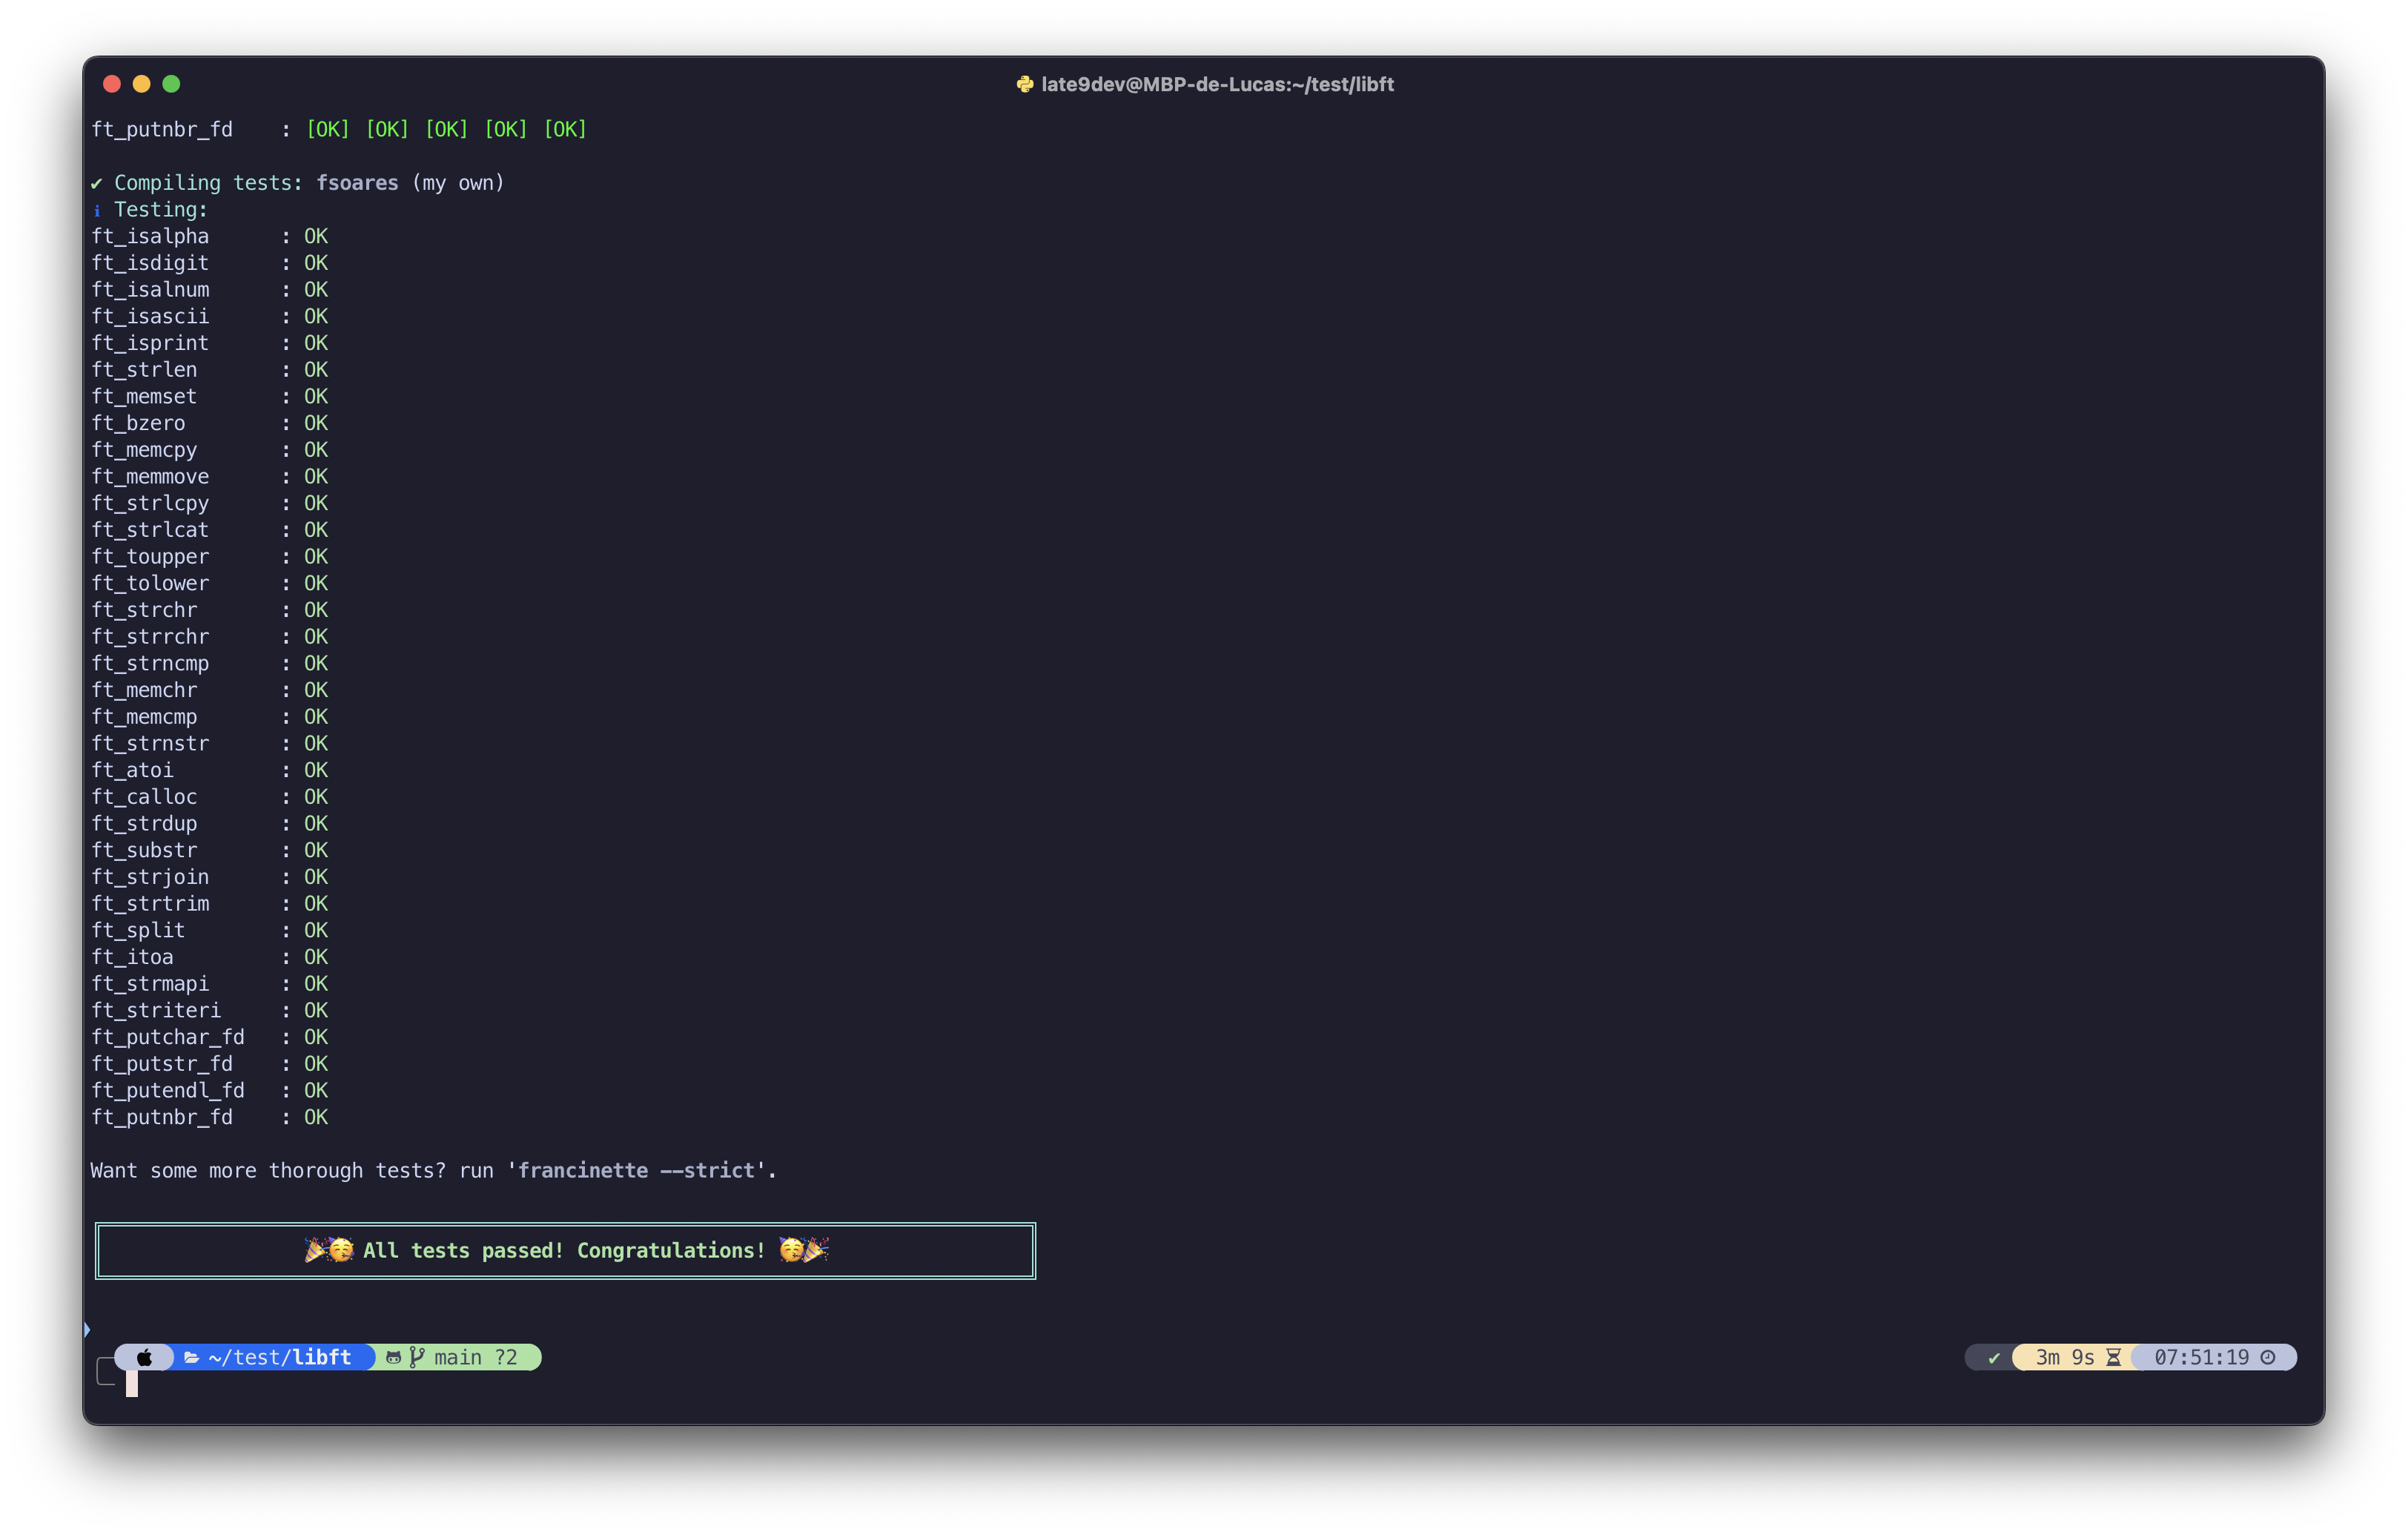 late9dev@MBP-de-Lucas:~/test/libft
ft_putnbr_fd    : [OK] [OK] [OK] [OK] [OK]
✔ Compiling tests: fsoares (my own)
ℹ Testing:
ft_isalpha      : OK
ft_isdigit      : OK
ft_isalnum      : OK
ft_isascii      : OK
ft_isprint      : OK
ft_strlen       : OK
ft_memset       : OK
ft_bzero        : OK
ft_memcpy       : OK
ft_memmove      : OK
ft_strlcpy      : OK
ft_strlcat      : OK
ft_toupper      : OK
ft_tolower      : OK
ft_strchr       : OK
ft_strrchr      : OK
ft_strncmp      : OK
ft_memchr       : OK
ft_memcmp       : OK
ft_strnstr      : OK
ft_atoi         : OK
ft_calloc       : OK
ft_strdup       : OK
ft_substr       : OK
ft_strjoin      : OK
ft_strtrim      : OK
ft_split        : OK
ft_itoa         : OK
ft_strmapi      : OK
ft_striteri     : OK
ft_putchar_fd   : OK
ft_putstr_fd    : OK
ft_putendl_fd   : OK
ft_putnbr_fd    : OK
Want some more thorough tests? run 'francinette --strict'.
🎉🥳 All tests passed! Congratulations! 🥳🎉
~/test/libft main ?2 ✔ 3m 9s 07:51:19